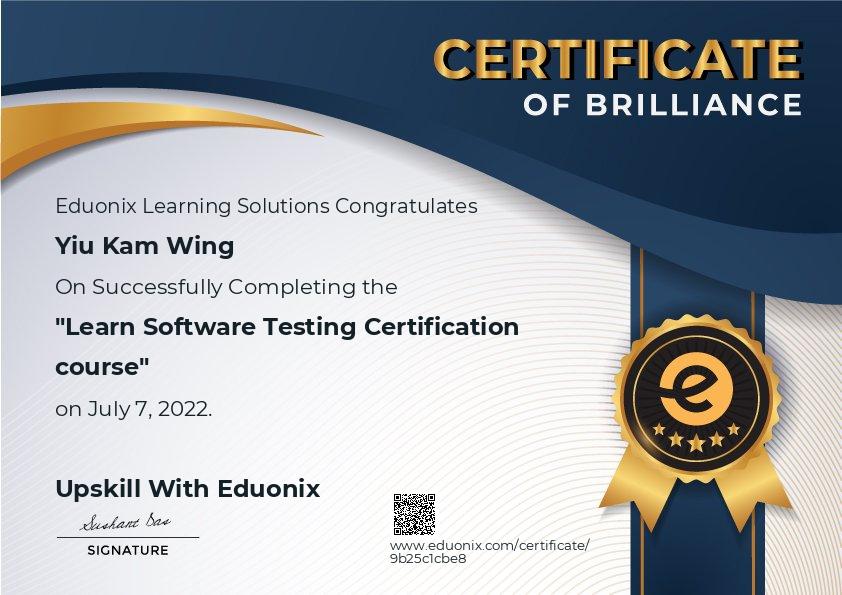 CERTIFICATE
OF BRILLIANCE
Eduonix Learning Solutions Congratulates
Yiu Kam Wing
On Successfully Completing the
"Learn Software Testing Certification
course"
on July 7, 2022.
Upskill With Eduonix
Sushant Das
SIGNATURE
www.eduonix.com/certificate/
9b25c1cbe8